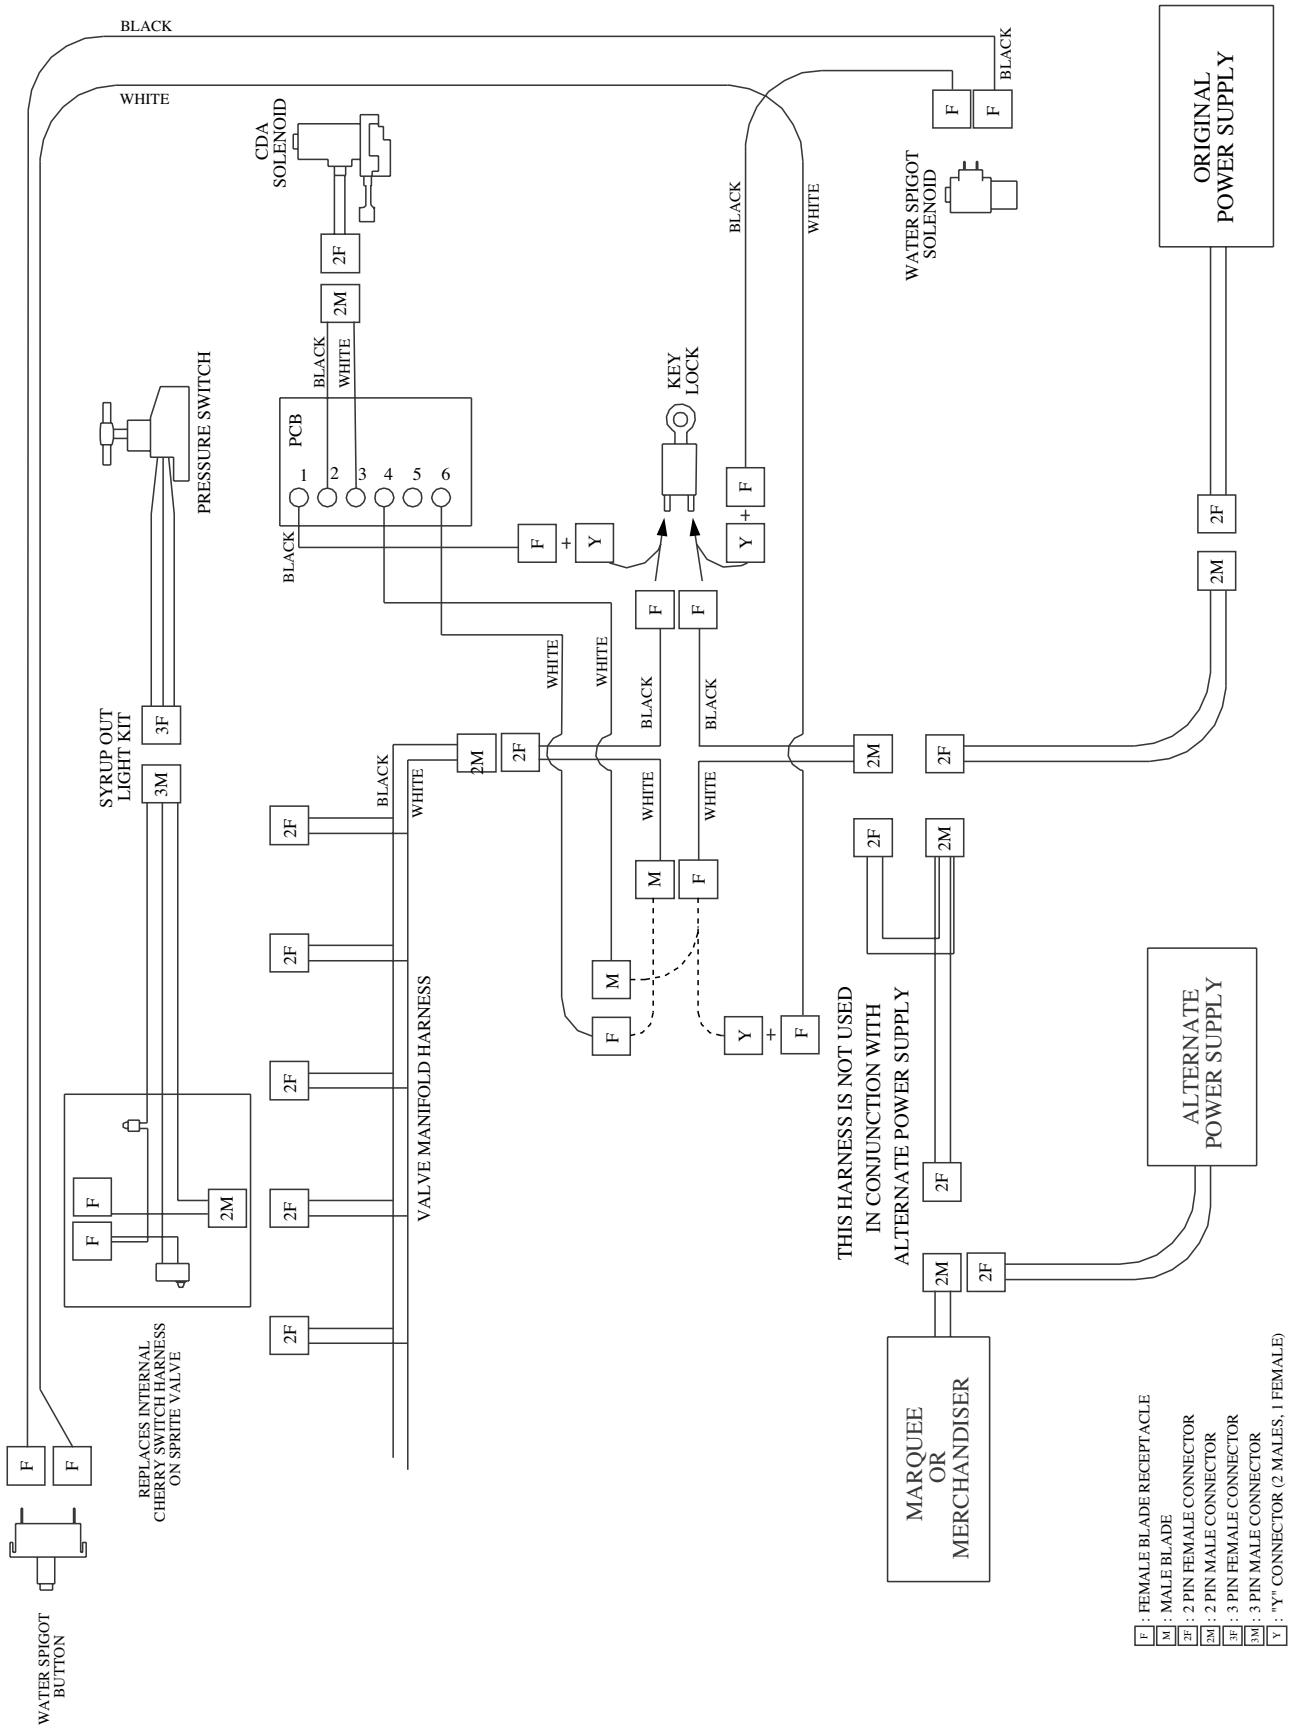 BLACK
WHITE
BLACK
CDA
SOLENOID
2F
2M
BLACK
WHITE
PCB
1
2
3
4
5
6
BLACK
PRESSURE SWITCH
3F
SYRUP OUT
LIGHT KIT
3M
F
F
WATER SPIGOT
SOLENOID
ORIGINAL
POWER SUPPLY
BLACK
WHITE
KEY
LOCK
F
+
Y
F
+
Y
F
F
WHITE
WHITE
BLACK
BLACK
2M
2F
BLACK
WHITE
WHITE
WHITE
2M
2F
2F
2M
2F
2M
M
F
M
F
Y
+
F
2F
2F
2F
2F
2F
VALVE MANIFOLD HARNESS
F
F
2M
REPLACES INTERNAL
CHERRY SWITCH HARNESS
ON SPRITE VALVE
F
F
WATER SPIGOT
BUTTON
THIS HARNESS IS NOT USED
IN CONJUNCTION WITH
ALTERNATE POWER SUPPLY
2F
2M
2F
ALTERNATE
POWER SUPPLY
MARQUEE
OR
MERCHANDISER
F : FEMALE BLADE RECEPTACLE
M : MALE BLADE
2F : 2 PIN FEMALE CONNECTOR
2M : 2 PIN MALE CONNECTOR
3F : 3 PIN FEMALE CONNECTOR
3M : 3 PIN MALE CONNECTOR
Y : "Y" CONNECTOR (2 MALES, 1 FEMALE)